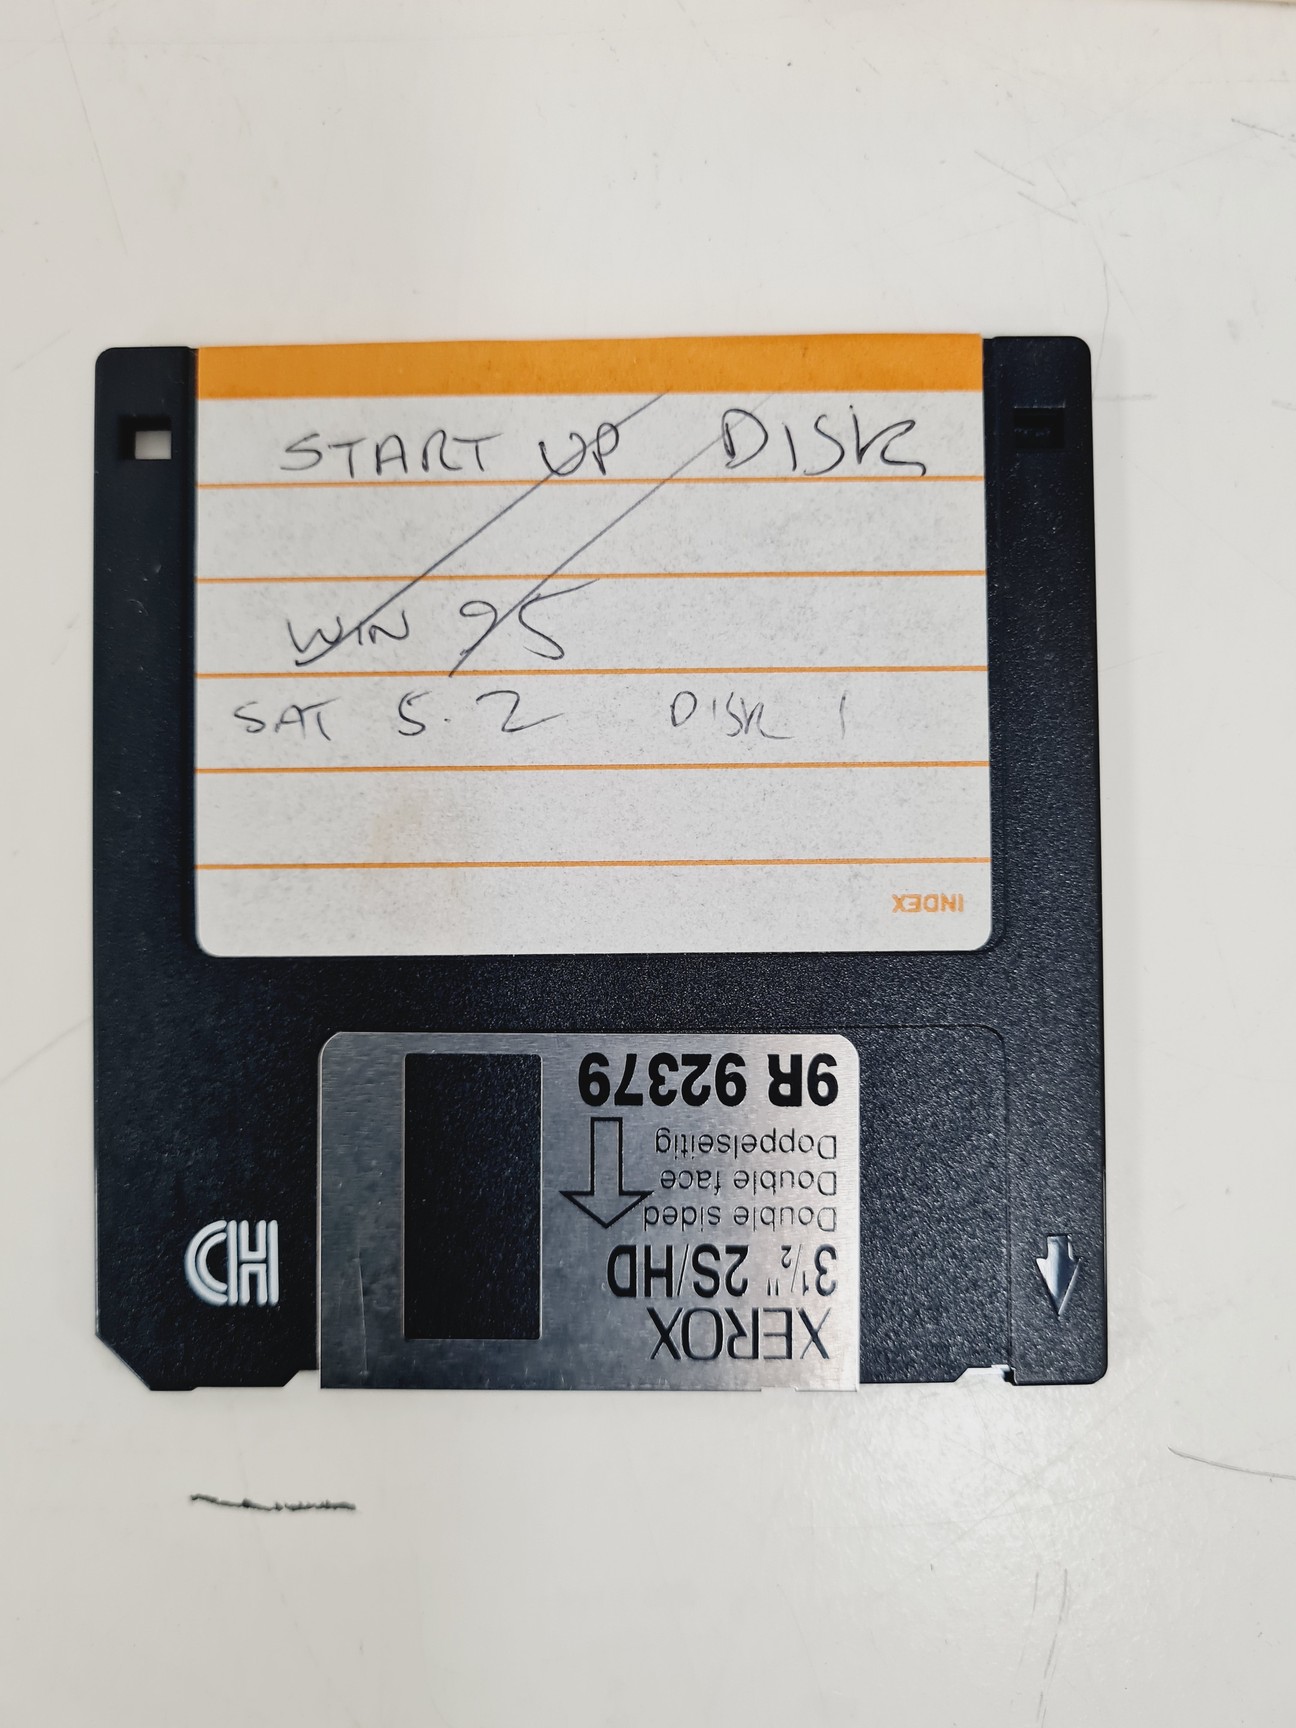 START UP DISK
WIN 95
SAT 5.2 DISK 1
INDEX
XEROX
3½" 2S/HD
Double sided
Double face
Doppelseitig
9R 92379
HD